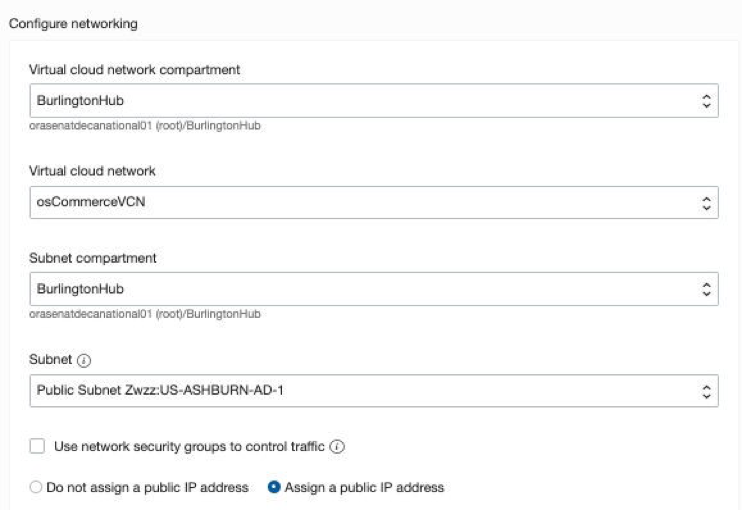 Configure networking
Virtual cloud network compartment
BurlingtonHub
orasenatdecanational01 (root)/BurlingtonHub
Virtual cloud network
osCommerceVCN
Subnet compartment
BurlingtonHub
orasenatdecanational01 (root)/BurlingtonHub
Subnet
Public Subnet Zwzz:US-ASHBURN-AD-1
Use network security groups to control traffic
Do not assign a public IP address Assign a public IP address